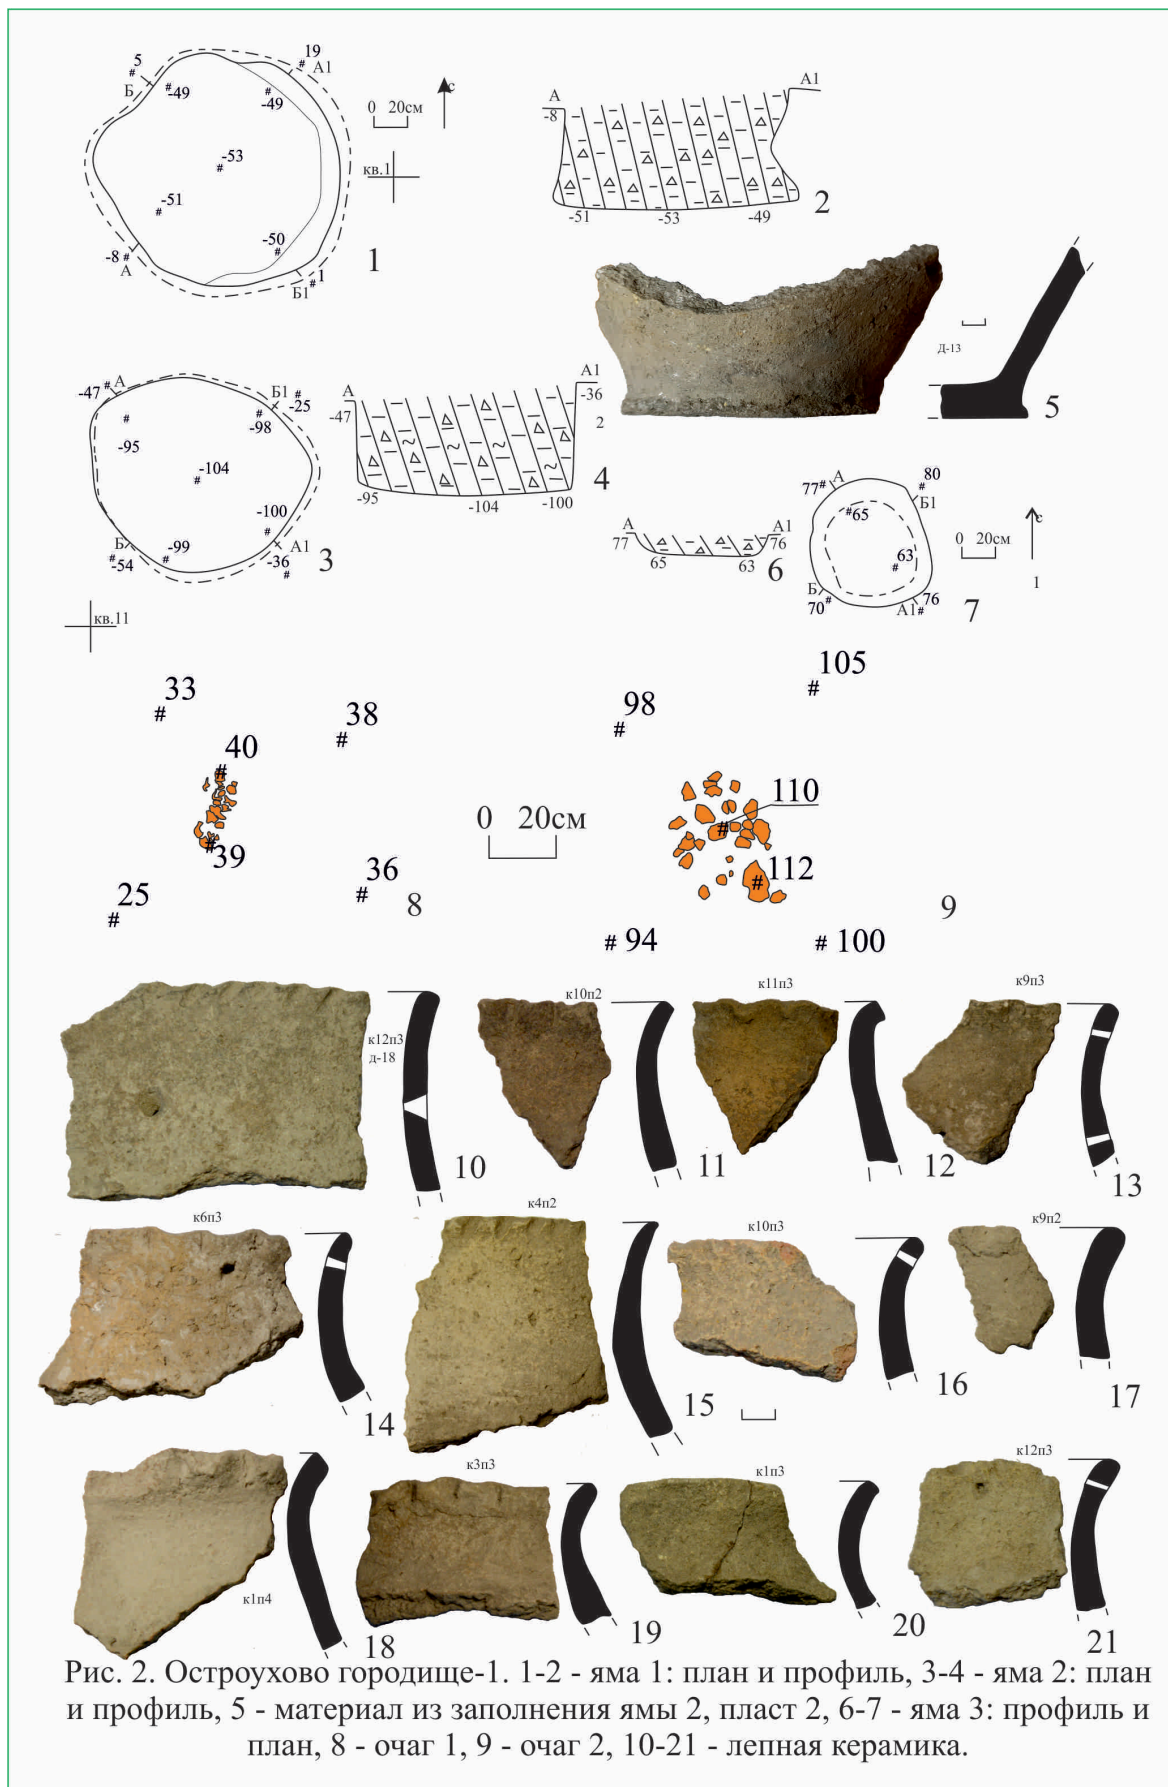 5
#
Б
#
-49
19
#
А1
#
-49
-53
#
-51
#
-8 #
А
-50
#
Б1
# 1
1
0 20см
с
кв.1
А
-8
А1
-51
-53
-49
2
Д-13
5
-47 #
А
#
-95
Б1
#
-25
#
-98
-104
#
-100
#
Б
#
-54
-99
#
А1
-36
#
3
А
-47
А1
-36
2
-95
-104
-100
4
А
77
А1
76
65
63
6
А
77#
80
#
Б1
#
65
63
#
Б
70
#
А1
76
#
7
0 20см
с
1
кв.11
33
#
38
#
40
#
#
39
25
#
36
#
8
0 20см
98
#
105
#
110
#
112
#
# 94
# 100
9
к12п3
д-18
10
к10п2
11
к11п3
12
к9п3
13
к6п3
14
к4п2
15
к10п3
16
к9п2
17
к1п4
18
к3п3
19
к1п3
20
к12п3
21
Рис. 2. Остроухово городище-1. 1-2 - яма 1: план и профиль, 3-4 - яма 2: план
и профиль, 5 - материал из заполнения ямы 2, пласт 2, 6-7 - яма 3: профиль и
план, 8 - очаг 1, 9 - очаг 2, 10-21 - лепная керамика.